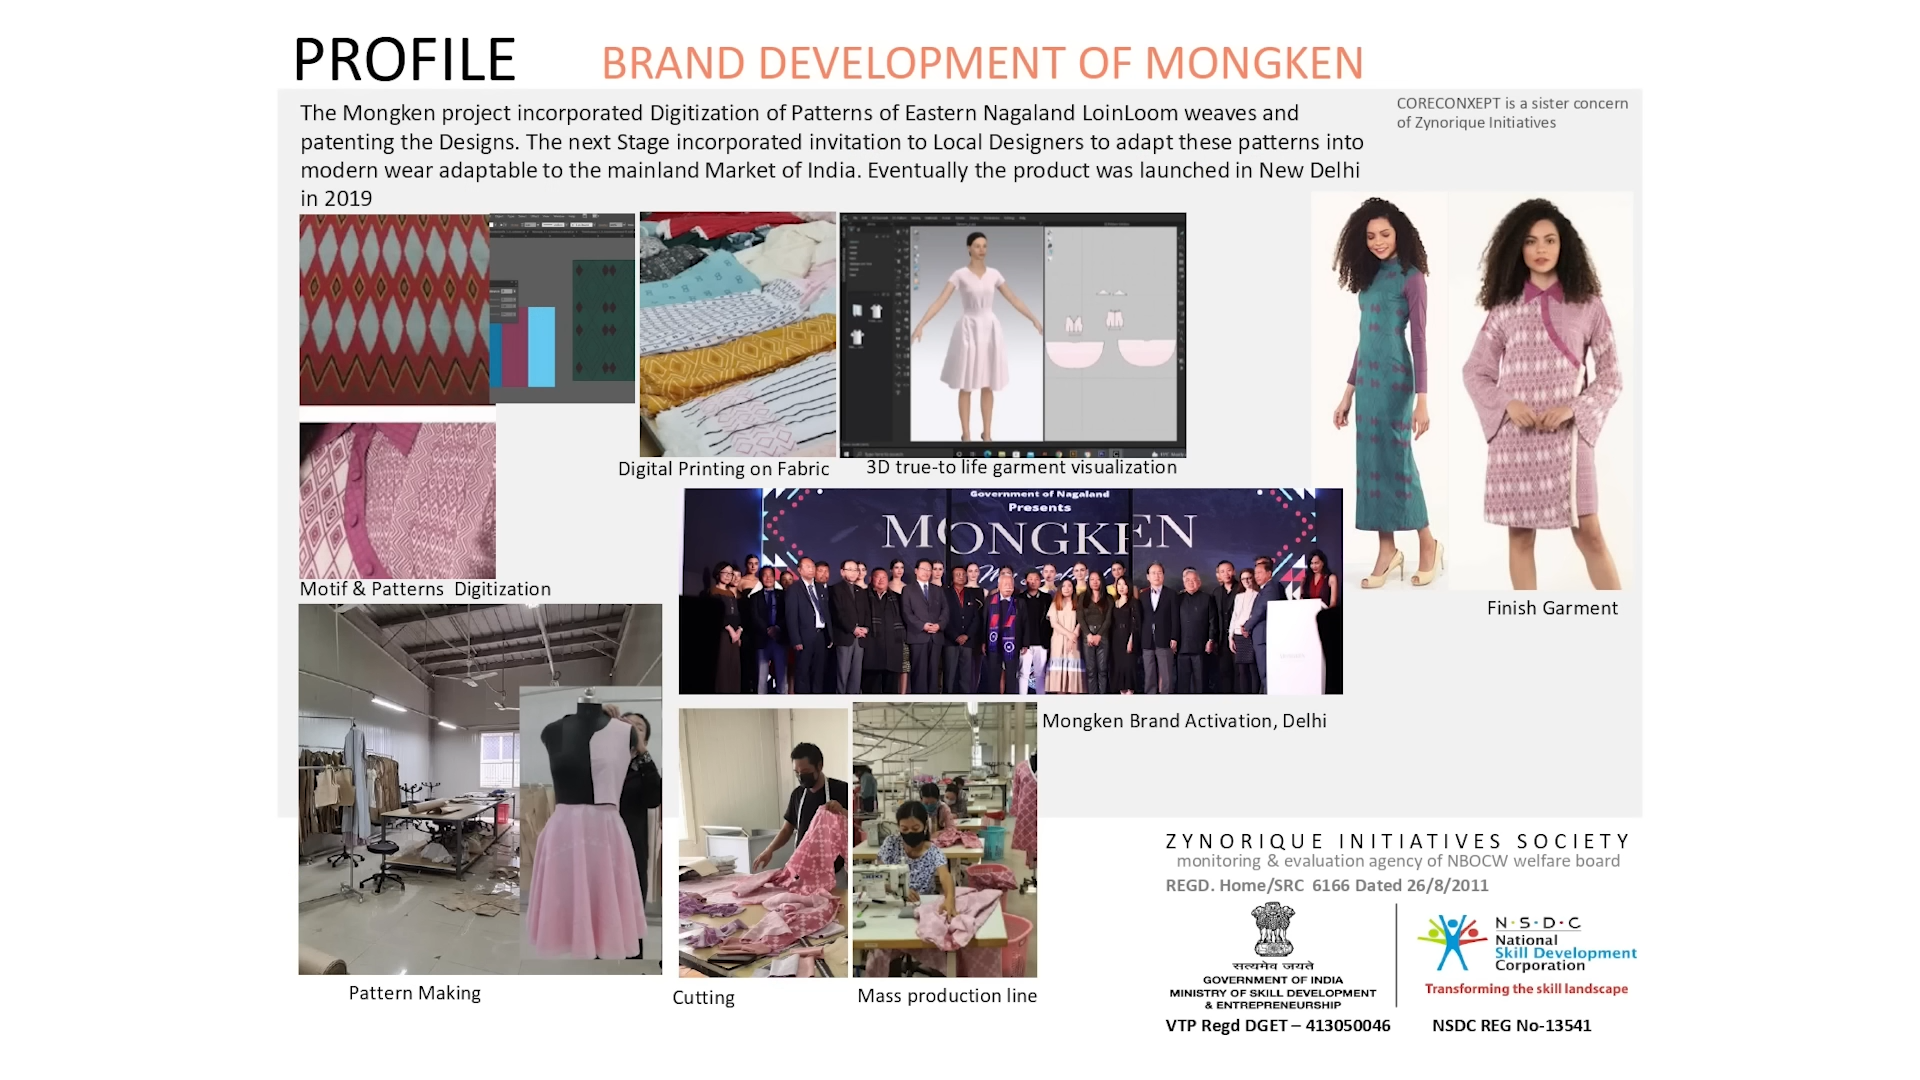 PROFILE
BRAND DEVELOPMENT OF MONGKEN
The Mongken project incorporated Digitization of Patterns of Eastern Nagaland LoinLoom weaves and
patenting the Designs. The next Stage incorporated invitation to Local Designers to adapt these patterns into
modern wear adaptable to the mainland Market of India. Eventually the product was launched in New Delhi
in 2019
CORECONXEPT is a sister concern
of Zynorique Initiatives
Digital Printing on Fabric
3D true-to life garment visualization
Government of Nagaland
Presents
MONGKEN
Motif & Patterns Digitization
Finish Garment
Mongken Brand Activation, Delhi
Pattern Making
Cutting
Mass production line
ZYNORIQUE INITIATIVES SOCIETY
monitoring & evaluation agency of NBOCW welfare board
REGD. Home/SRC 6166 Dated 26/8/2011
सत्यमेव जयते
GOVERNMENT OF INDIA
MINISTRY OF SKILL DEVELOPMENT
& ENTREPRENEURSHIP
N·S·D·C
National
Skill Development
Corporation
Transforming the skill landscape
VTP Regd DGET – 413050046
NSDC REG No-13541